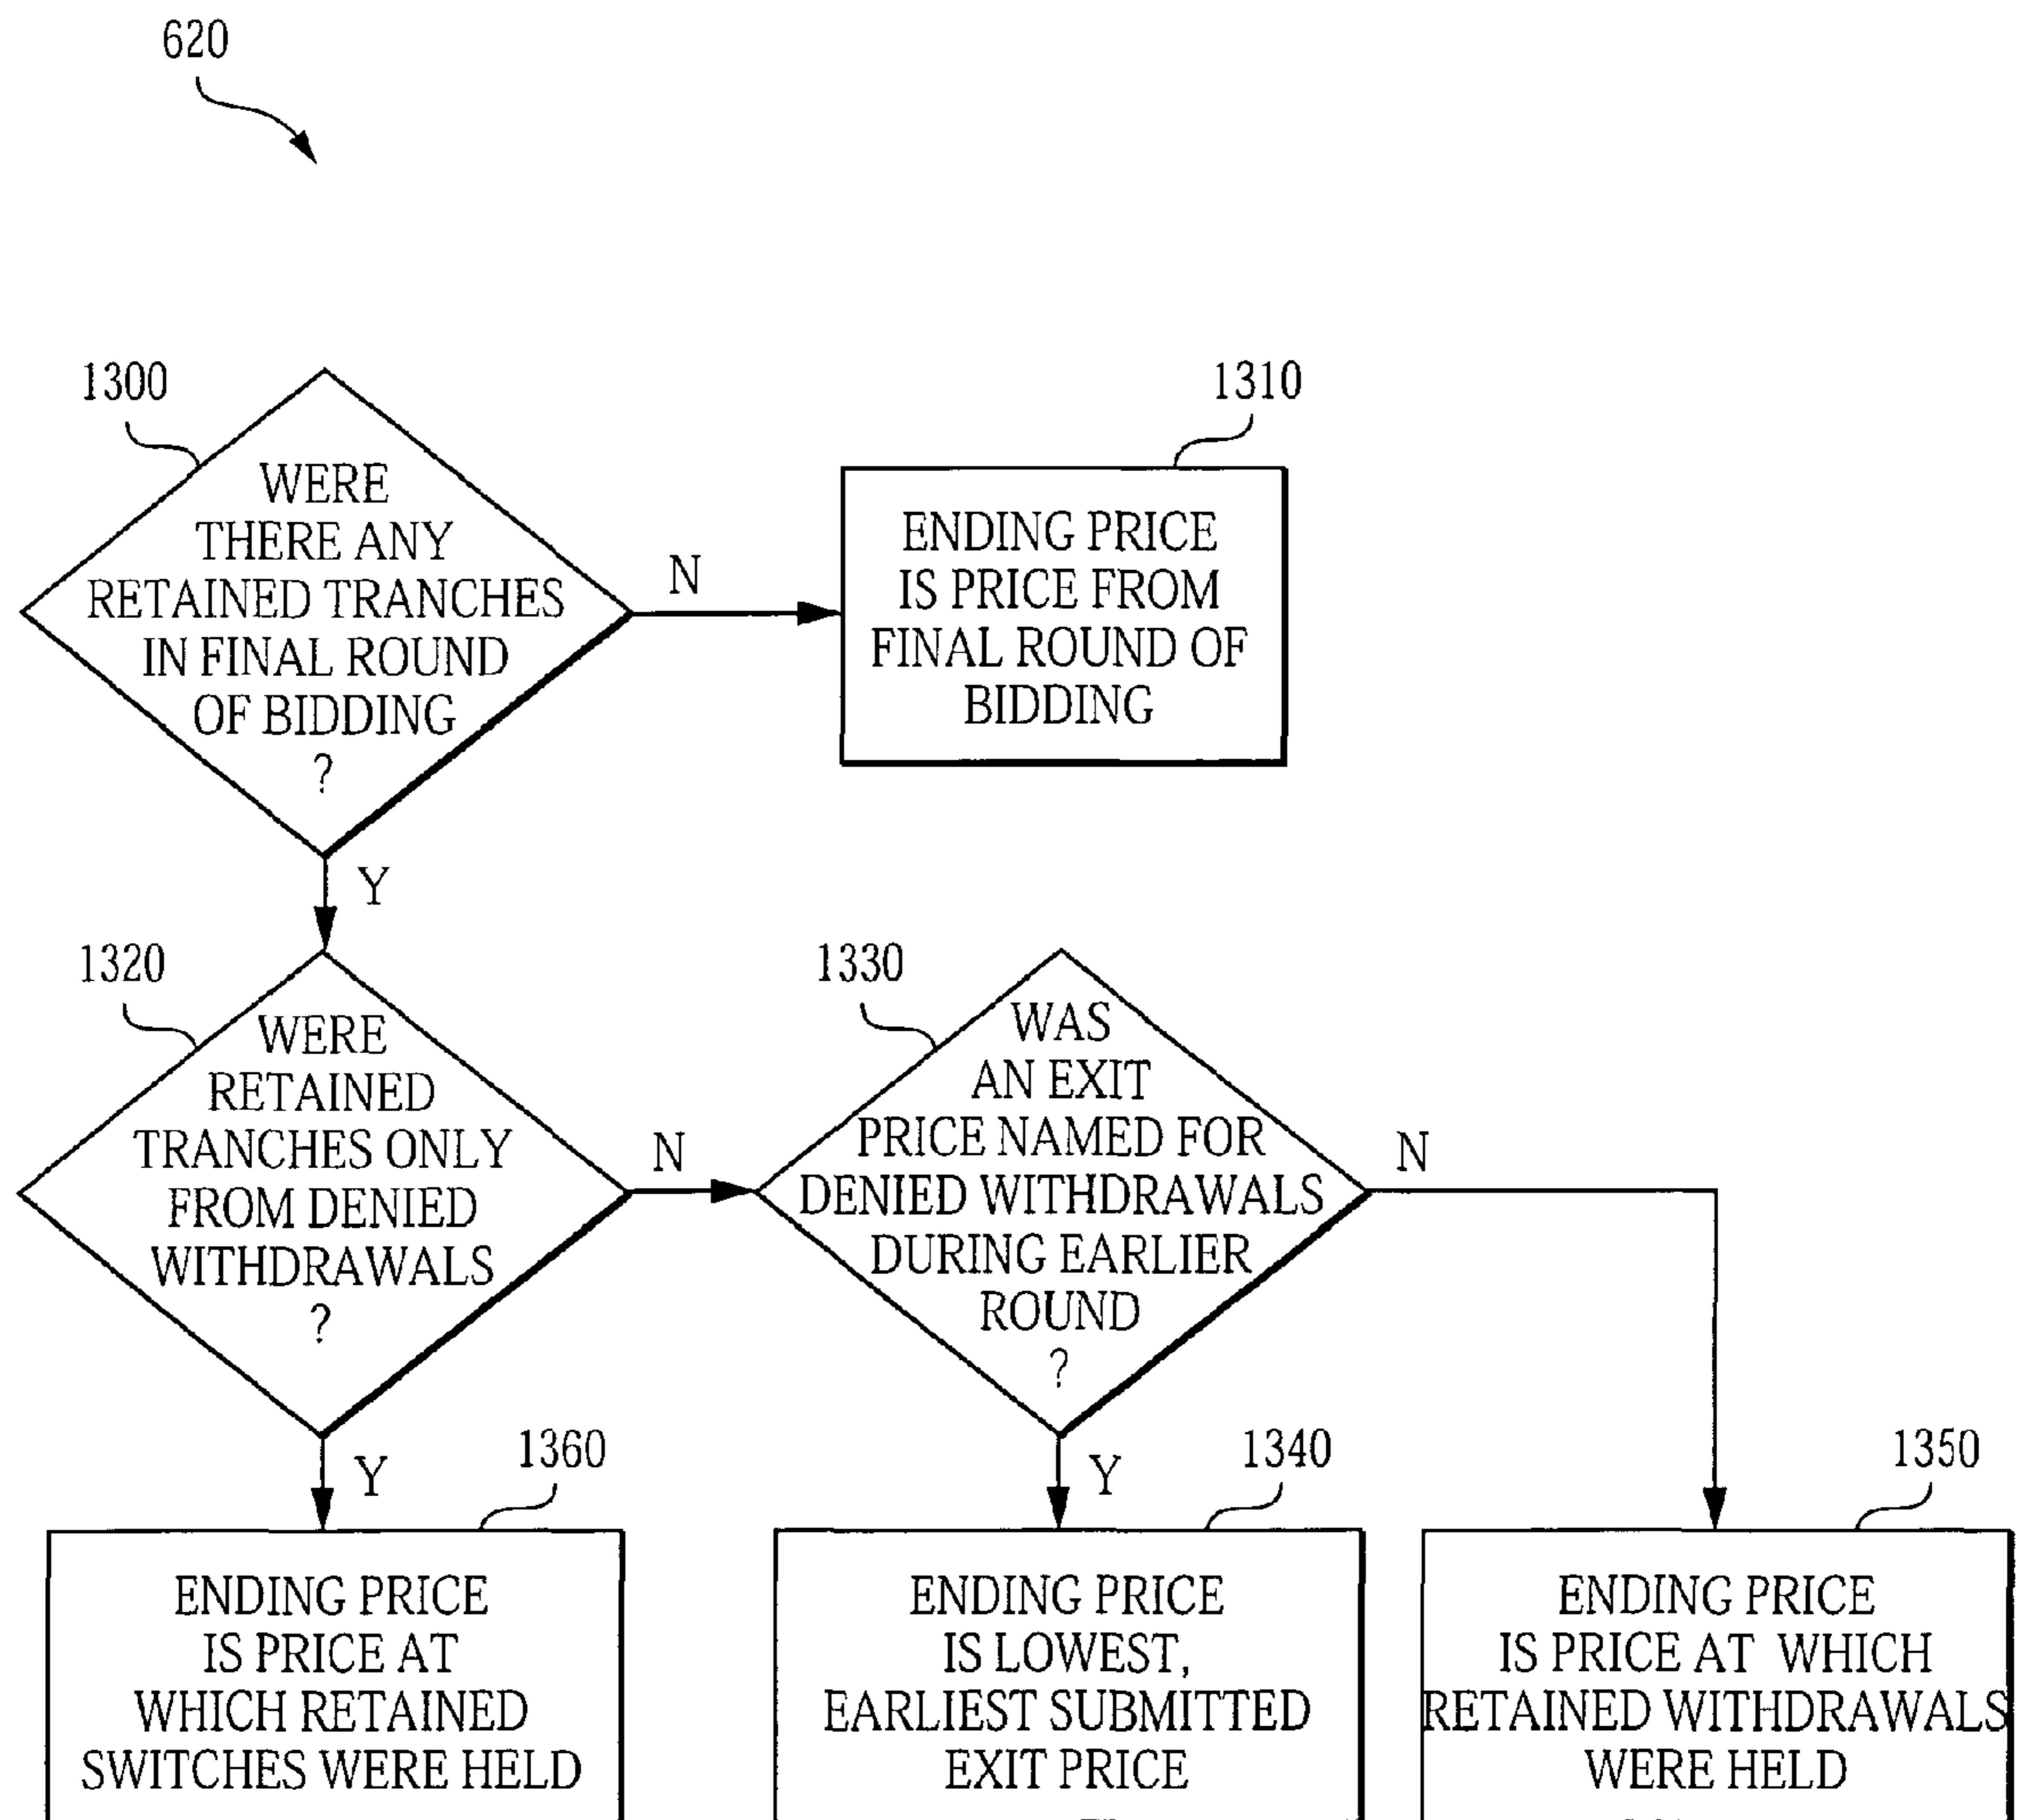 620
1300
WERE
THERE ANY
RETAINED TRANCHES
IN FINAL ROUND
OF BIDDING
?
N
1310
ENDING PRICE
IS PRICE FROM
FINAL ROUND OF
BIDDING
Y
1320
WERE
RETAINED
TRANCHES ONLY
FROM DENIED
WITHDRAWALS
?
N
1330
WAS
AN EXIT
PRICE NAMED FOR
DENIED WITHDRAWALS
DURING EARLIER
ROUND
?
N
Y
1360
ENDING PRICE
IS PRICE AT
WHICH RETAINED
SWITCHES WERE HELD
Y
1340
ENDING PRICE
IS LOWEST,
EARLIEST SUBMITTED
EXIT PRICE
1350
ENDING PRICE
IS PRICE AT WHICH
RETAINED WITHDRAWALS
WERE HELD